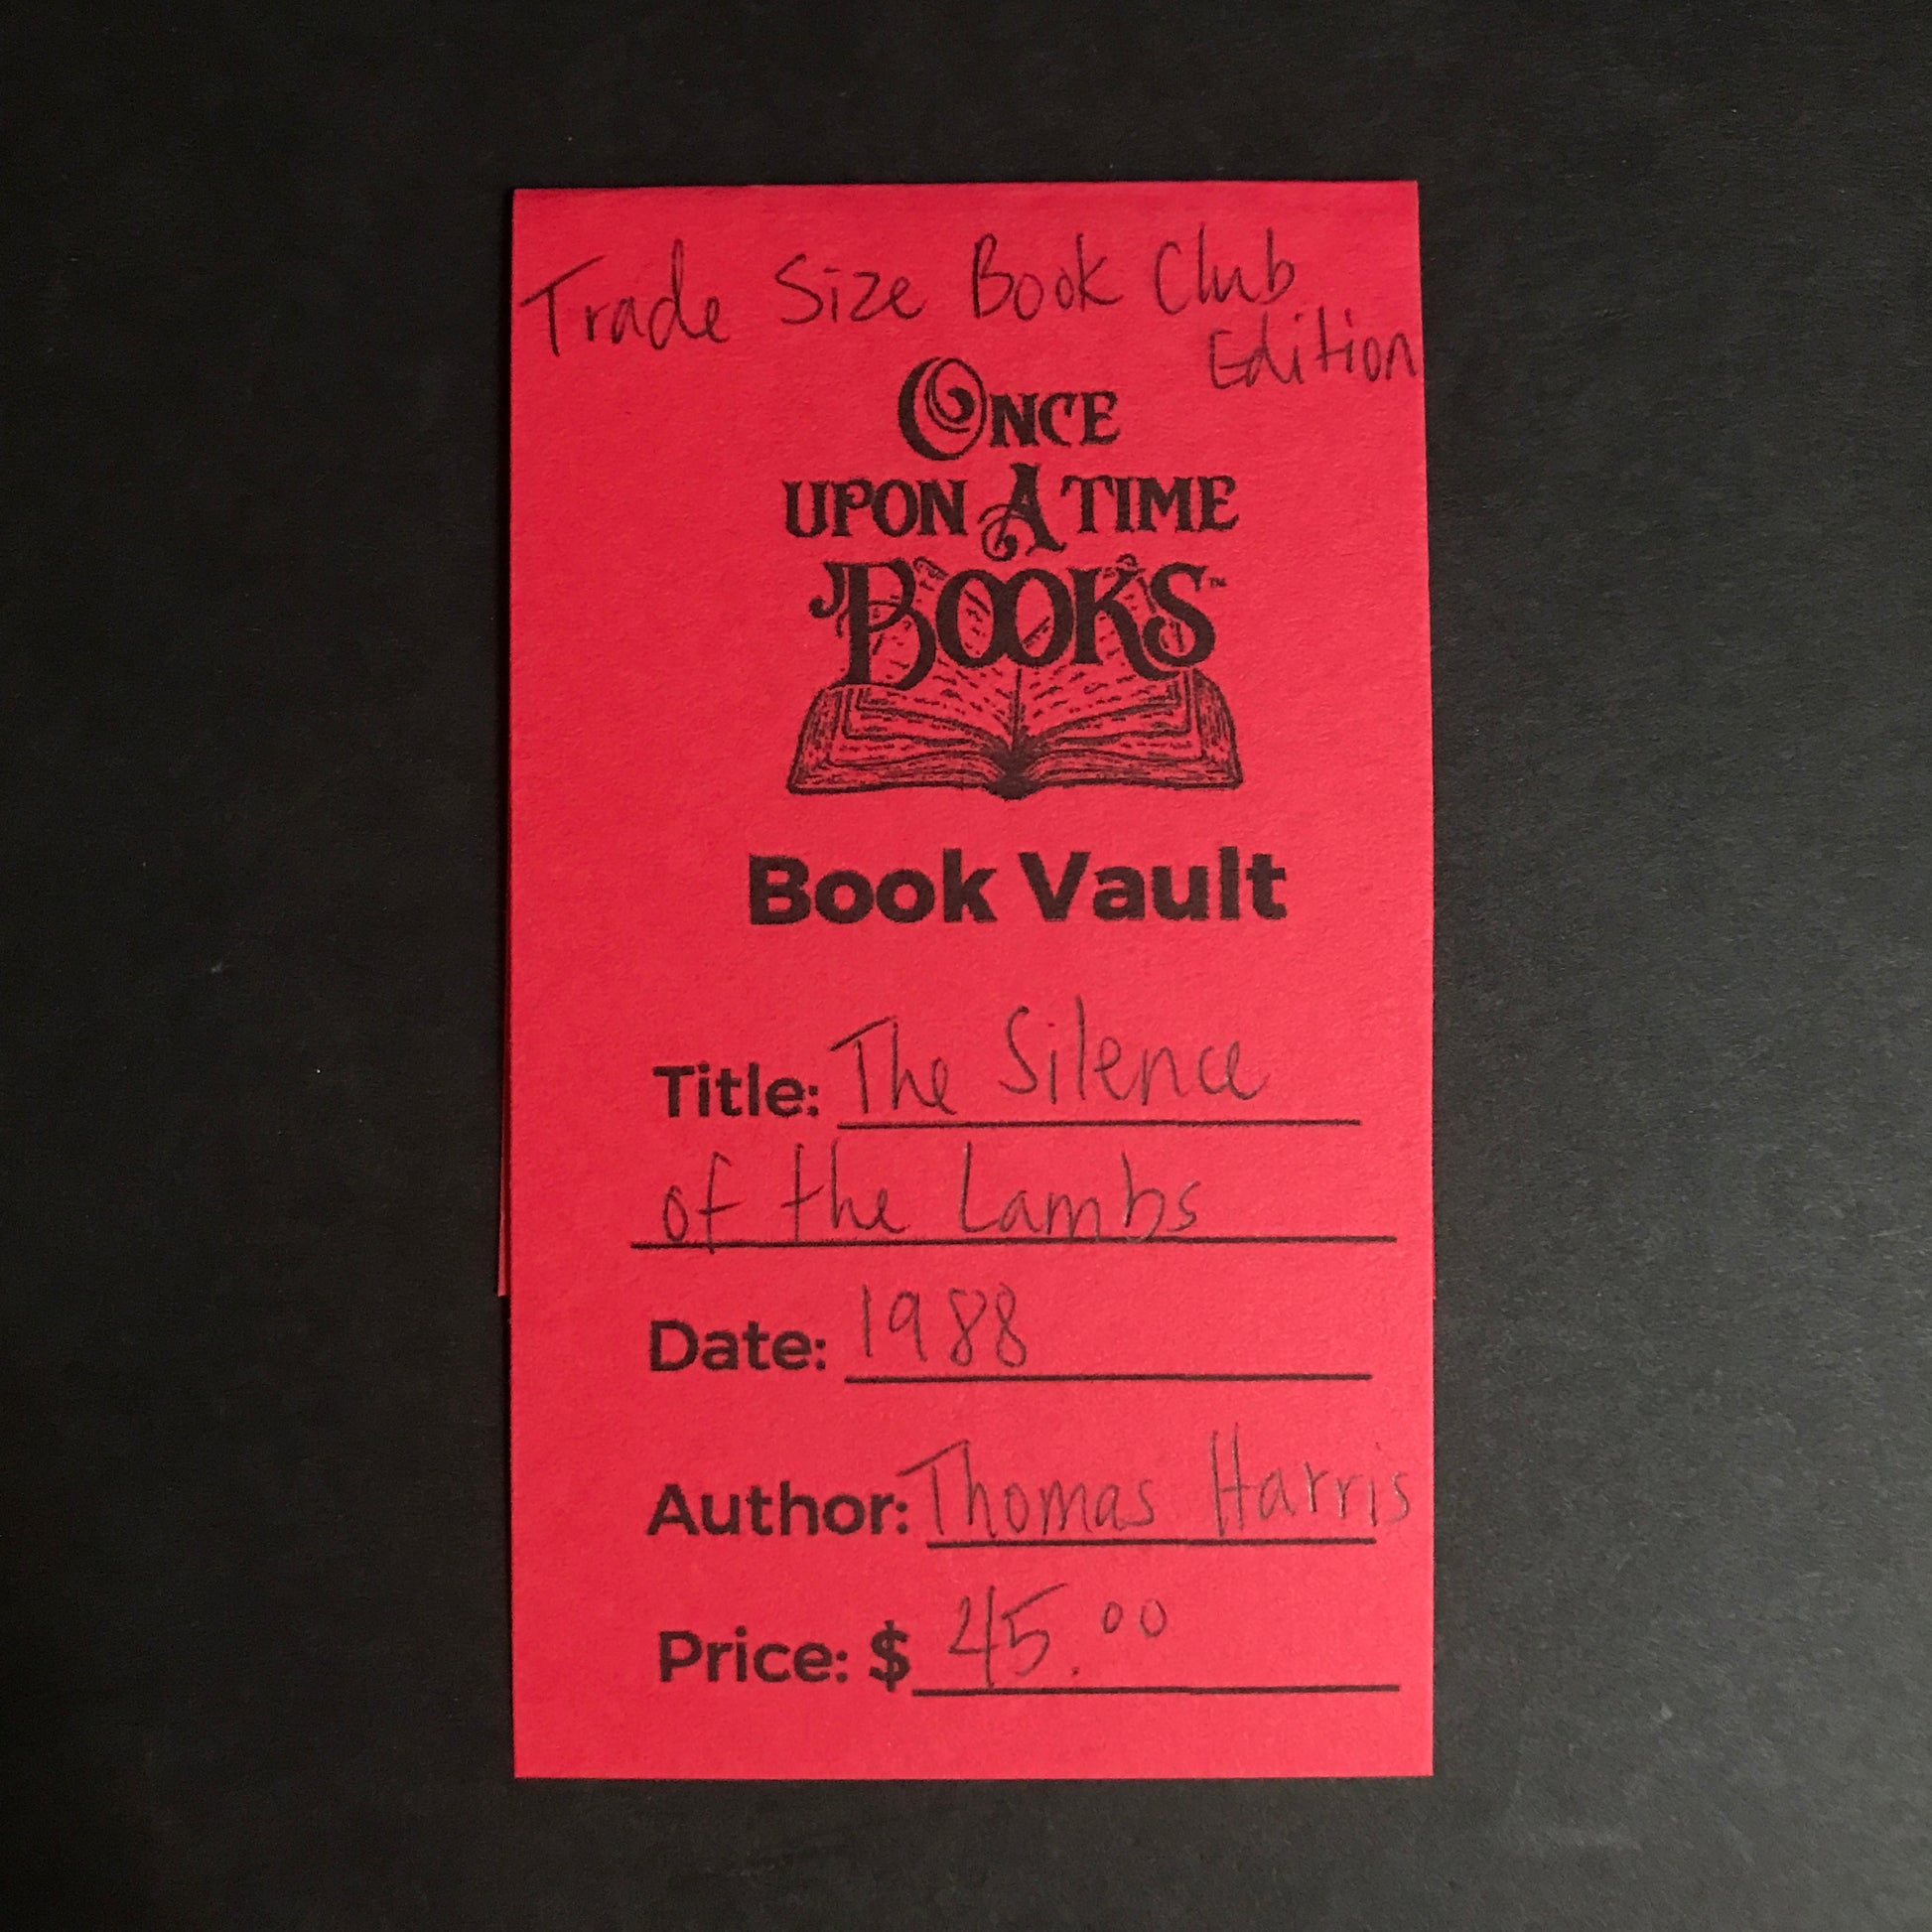 Trade Size Book Club
Edition
ONCE
UPON A TIME
BOOKS™
Book Vault
Title: The Silence
of the Lambs
Date: 1988
Author: Thomas Harris
Price: $ 45.00